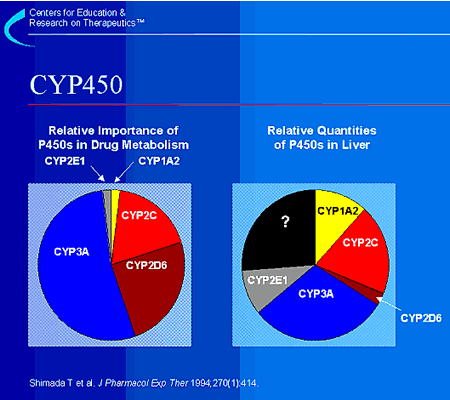 Centers for Education &
Research on Therapeutics™
CYP450
Relative Importance of
P450s in Drug Metabolism
CYP2E1
CYP1A2
CYP2C
CYP3A
CYP2D6
Relative Quantities
of P450s in Liver
CYP1A2
?
CYP2C
CYP2E1
CYP3A
CYP2D6
Shimada T et al. J Pharmacol Exp Ther 1994;270(1):414.